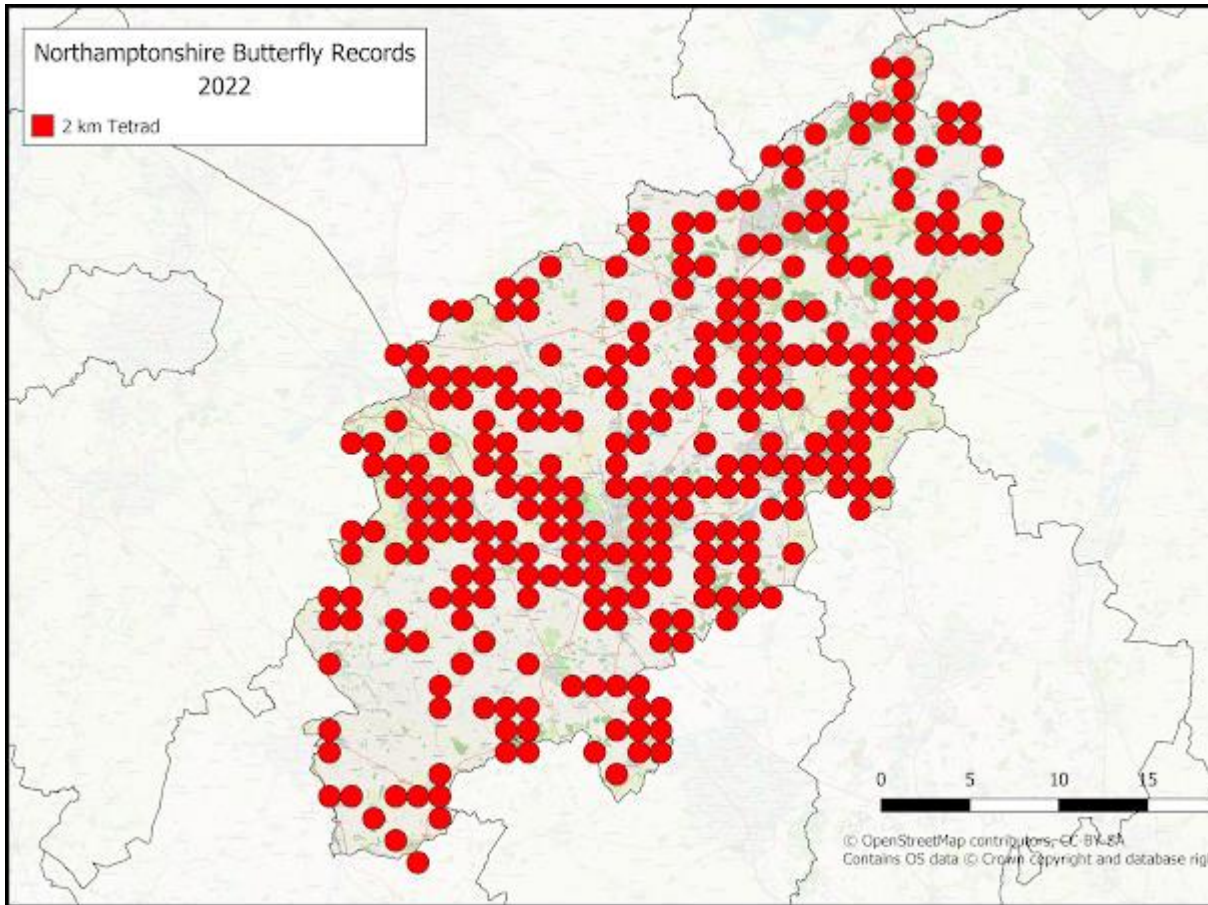 Northamptonshire Butterfly Records
2022
2 km Tetrad
0 5 10 15
© OpenStreetMap contributors, CC-BY-SA
Contains OS data © Crown copyright and database righ